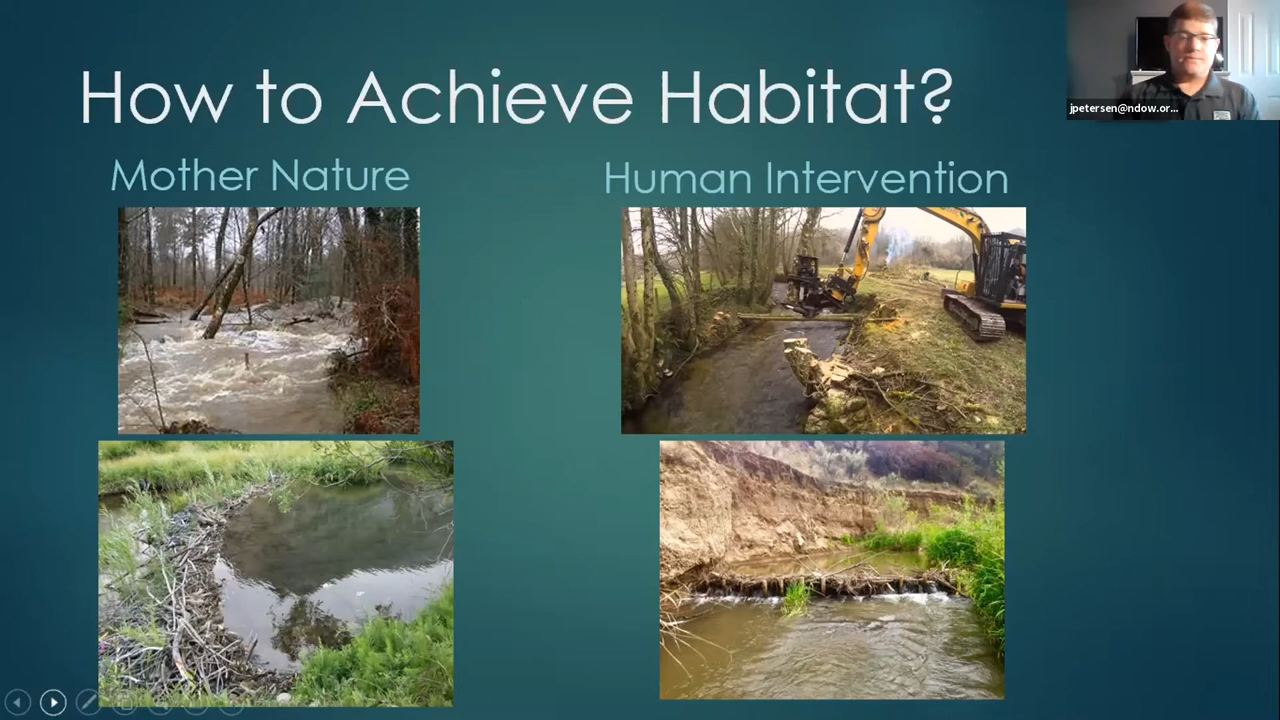 How to Achieve Habitat?
jpetersen@ndow.or...
Mother Nature
Human Intervention